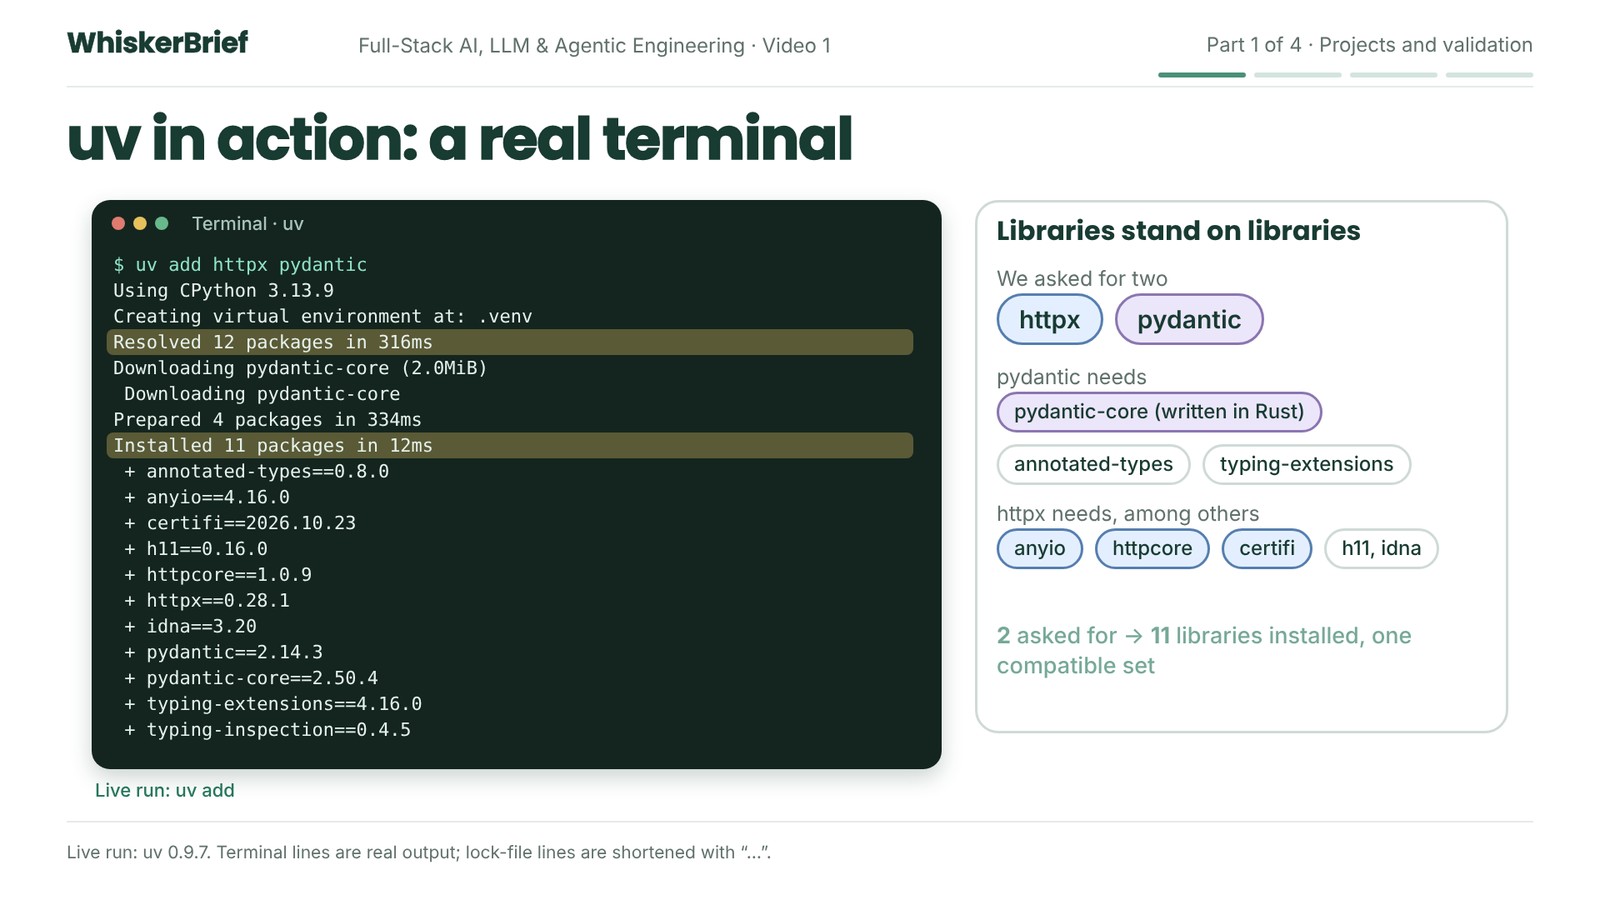 WhiskerBrief
Full-Stack AI, LLM & Agentic Engineering · Video 1
Part 1 of 4 · Projects and validation
uv in action: a real terminal
Terminal · uv
$ uv add httpx pydantic
Using CPython 3.13.9
Creating virtual environment at: .venv
Resolved 12 packages in 316ms
Downloading pydantic-core (2.0MiB)
Downloading pydantic-core
Prepared 4 packages in 334ms
Installed 11 packages in 12ms
+ annotated-types==0.8.0
+ anyio==4.16.0
+ certifi==2026.10.23
+ h11==0.16.0
+ httpcore==1.0.9
+ httpx==0.28.1
+ idna==3.20
+ pydantic==2.14.3
+ pydantic-core==2.50.4
+ typing-extensions==4.16.0
+ typing-inspection==0.4.5
Live run: uv add
Libraries stand on libraries
We asked for two
httpx pydantic
pydantic needs
pydantic-core (written in Rust)
annotated-types typing-extensions
httpx needs, among others
anyio httpcore certifi h11, idna
2 asked for → 11 libraries installed, one
compatible set
Live run: uv 0.9.7. Terminal lines are real output; lock-file lines are shortened with “…”.